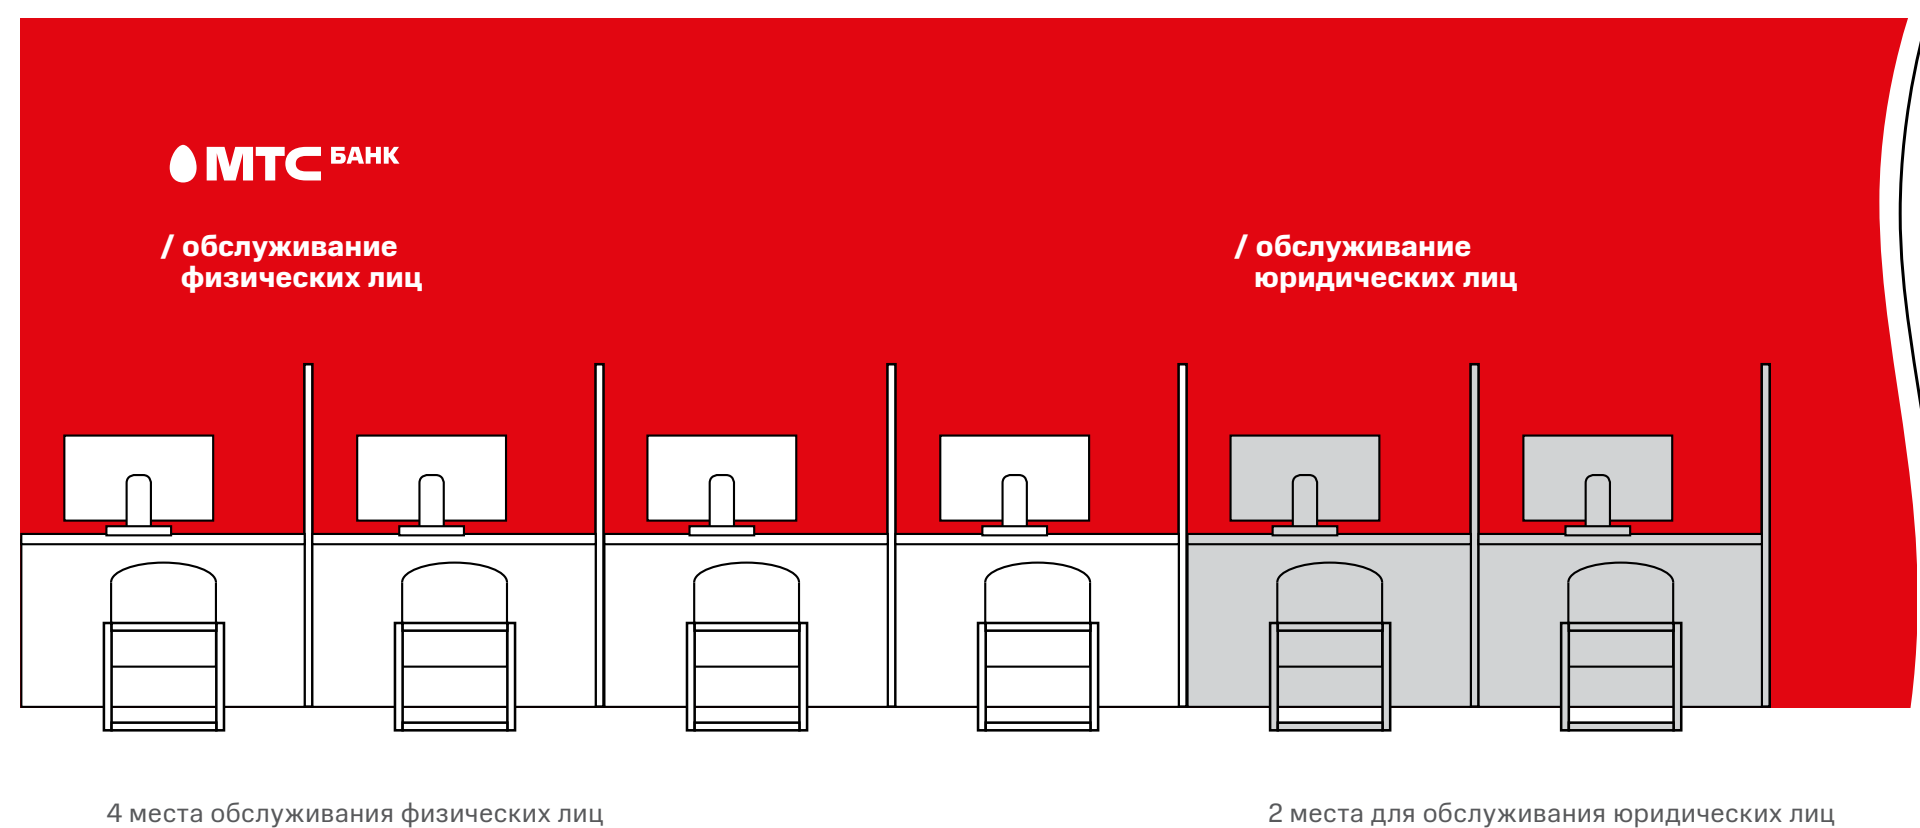 МТС БАНК
/ обслуживание
физических лиц
/ обслуживание
юридических лиц
4 места обслуживания физических лиц
2 места для обслуживания юридических лиц